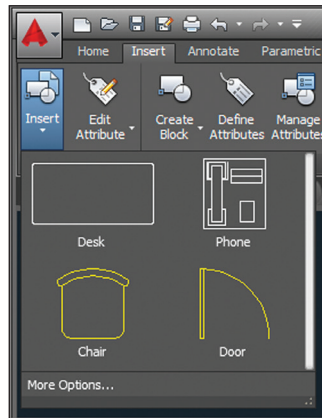 Home Insert Annotate Parametric
Insert Edit Attribute Create Block Define Attributes Manage Attributes
Desk Phone
Chair Door
More Options...